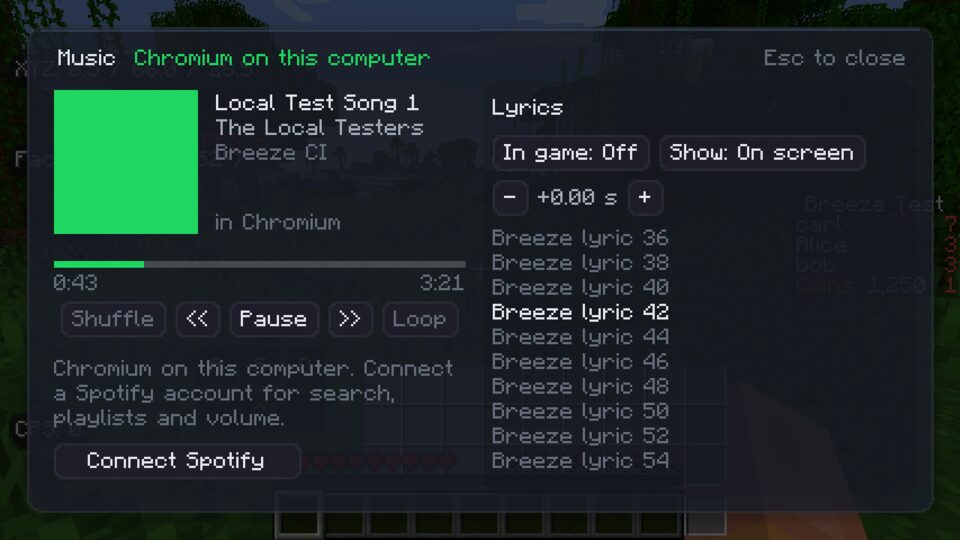 Music Chromium on this computer
Esc to close
Local Test Song 1
The Local Testers
Breeze CI
in Chromium
0:43
3:21
Shuffle
<<
Pause
>>
Loop
Chromium on this computer. Connect
a Spotify account for search,
playlists and volume.
Connect Spotify
Lyrics
In game: Off
Show: On screen
- +0.00 s +
Breeze lyric 36
Breeze lyric 38
Breeze lyric 40
Breeze lyric 42
Breeze lyric 44
Breeze lyric 46
Breeze lyric 48
Breeze lyric 50
Breeze lyric 52
Breeze lyric 54
Breeze Test
carl
Alice
bob
Coins: 1,250